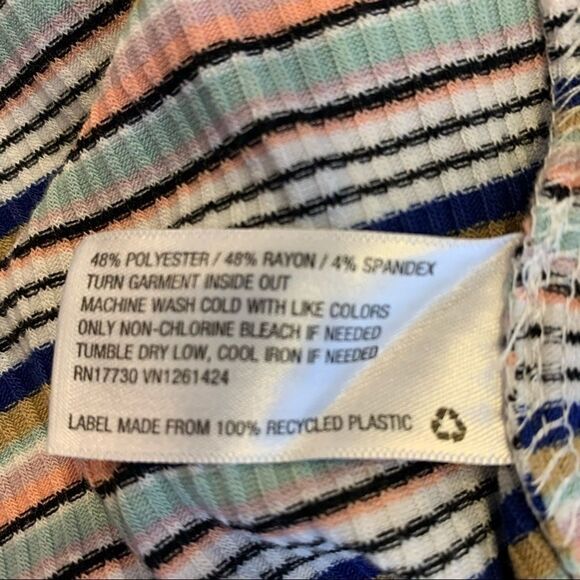 48% POLYESTER / 48% RAYON / 4% SPANDEX
TURN GARMENT INSIDE OUT
MACHINE WASH COLD WITH LIKE COLORS
ONLY NON-CHLORINE BLEACH IF NEEDED
TUMBLE DRY LOW, COOL IRON IF NEEDED
RN17730 VN1261424
LABEL MADE FROM 100% RECYCLED PLASTIC